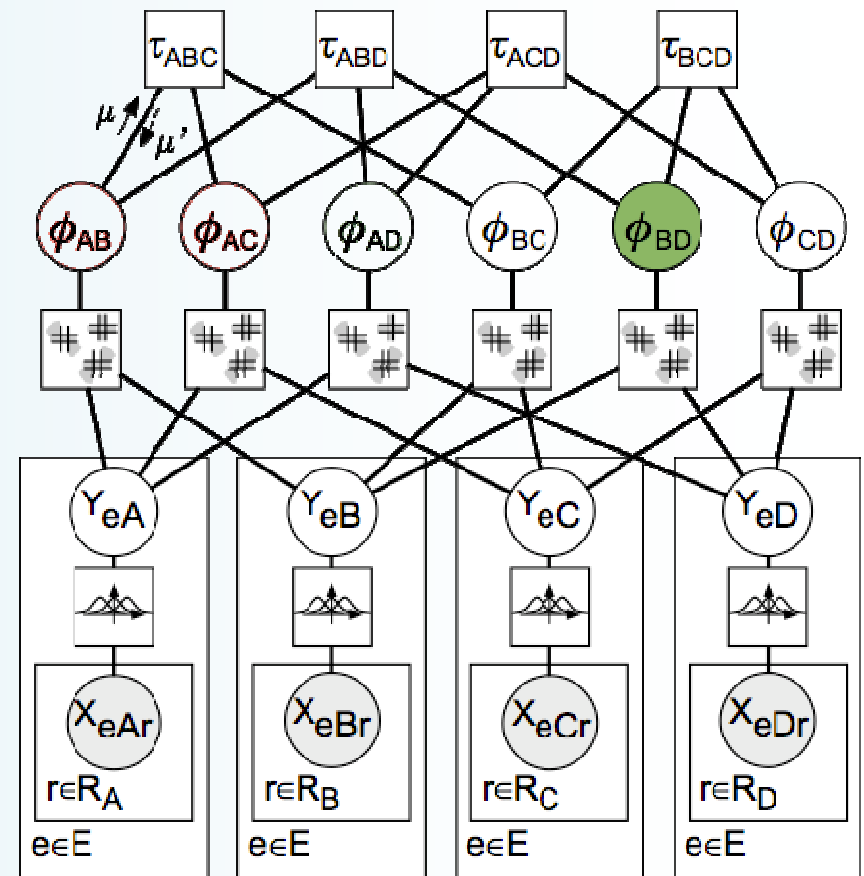 τABC τABD τACD τBCD
μ μ'
ϕAB ϕAC ϕAD ϕBC ϕBD ϕCD
YeA YeB YeC YeD
XeAr XeBr XeCr XeDr
r∈RA r∈RB r∈RC r∈RD
e∈E e∈E e∈E e∈E